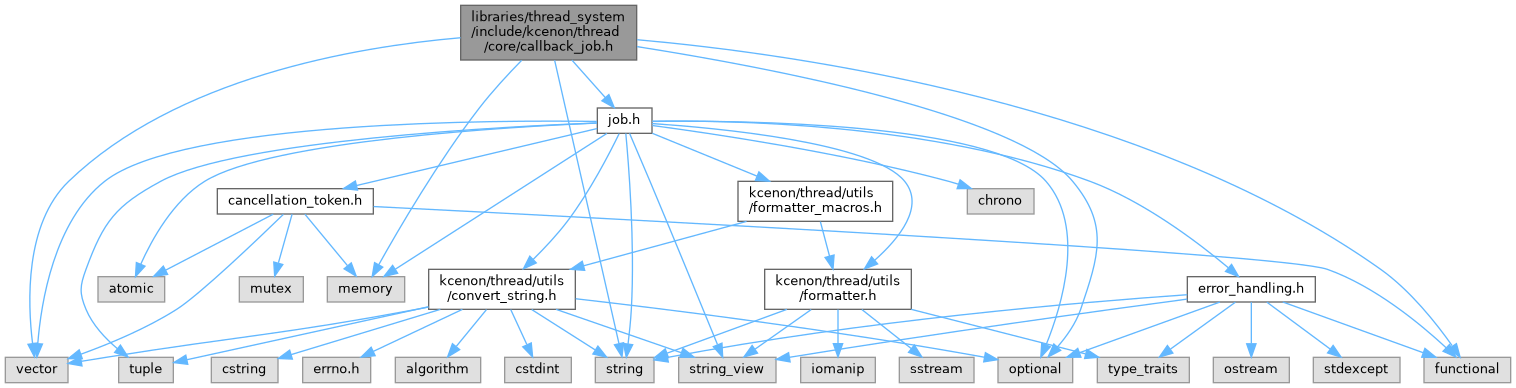 libraries/thread_system
/include/kcenon/thread
/core/callback_job.h
job.h
cancellation_token.h
kcenon/thread/utils
/formatter_macros.h
chrono
atomic
mutex
memory
kcenon/thread/utils
/convert_string.h
kcenon/thread/utils
/formatter.h
error_handling.h
vector
tuple
cstring
errno.h
algorithm
cstdint
string
string_view
iomanip
sstream
optional
type_traits
ostream
stdexcept
functional